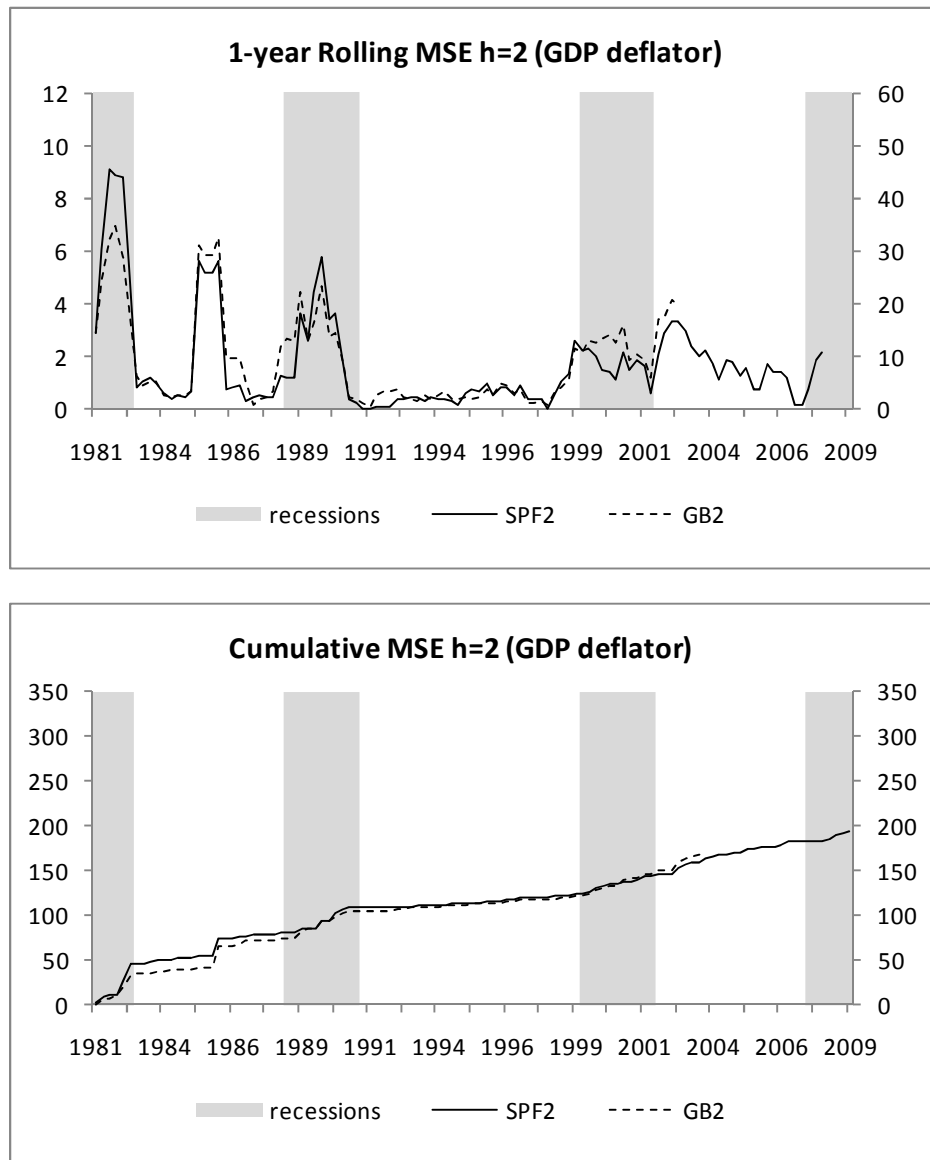 1-year Rolling MSE h=2 (GDP deflator)
12 60
10 50
8 40
6 30
4 20
2 10
0 0
1981 1984 1986 1989 1991 1994 1996 1999 2001 2004 2006 2009
recessions SPF2 GB2
Cumulative MSE h=2 (GDP deflator)
350 350
300 300
250 250
200 200
150 150
100 100
50 50
0 0
1981 1984 1986 1989 1991 1994 1996 1999 2001 2004 2006 2009
recessions SPF2 GB2